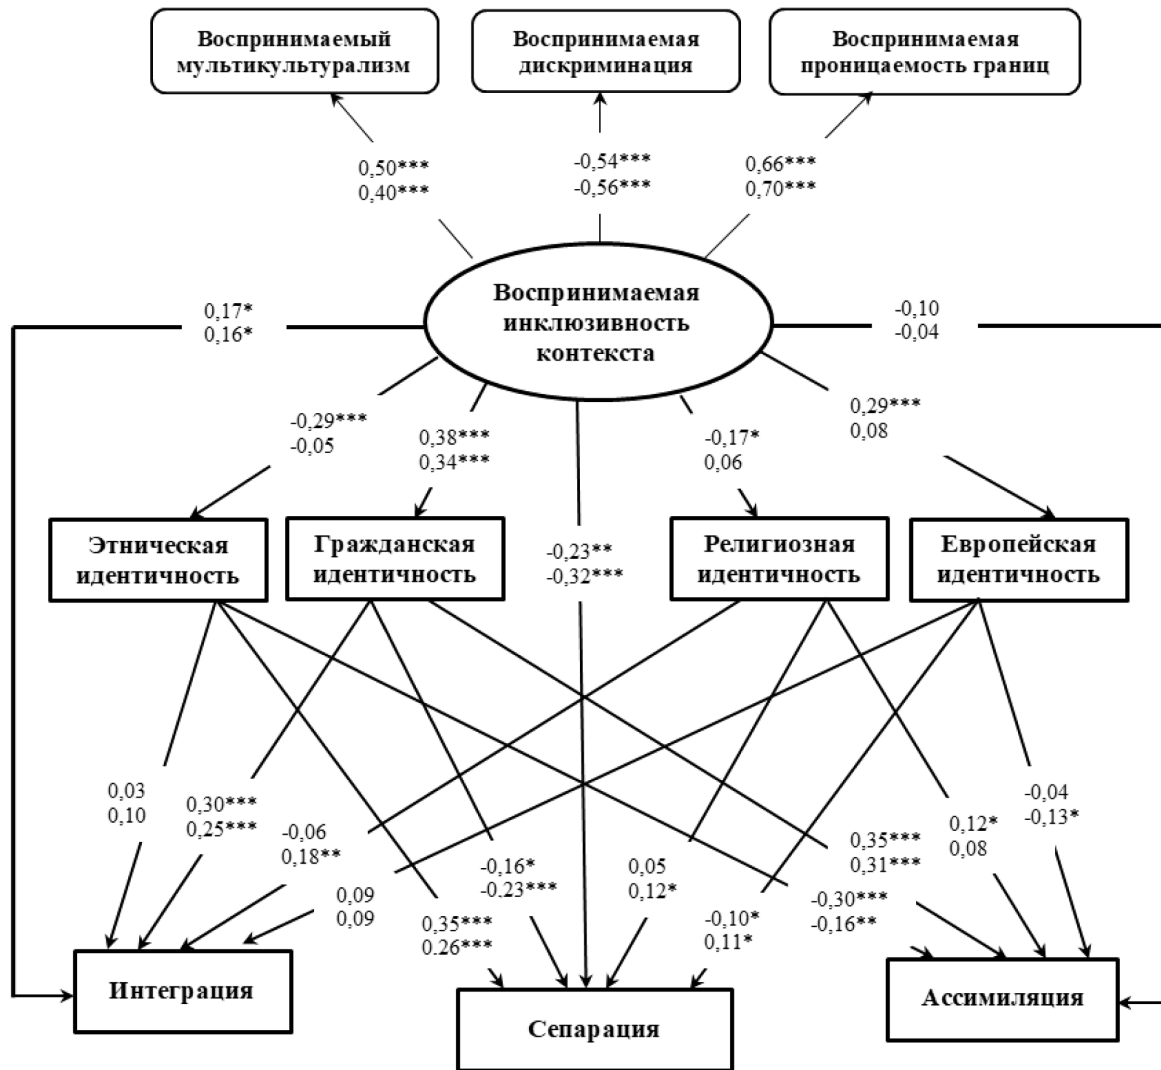 Воспринимаемый
мультикультурализм
Воспринимаемая
дискриминация
Воспринимаемая
проницаемость границ
0,50***
0,40***
-0,54***
-0,56***
0,66***
0,70***
Воспринимаемая
инклюзивность
контекста
0,17*
0,16*
-0,10
-0,04
-0,29***
-0,05
0,38***
0,34***
-0,17*
0,06
0,29***
0,08
Этническая
идентичность
Гражданская
идентичность
-0,23**
-0,32***
Религиозная
идентичность
Европейская
идентичность
0,03
0,10
0,30***
0,25***
-0,06
0,18**
0,09
0,09
0,35***
0,26***
-0,16*
-0,23***
0,05
0,12*
-0,10*
0,11*
-0,30***
-0,16**
0,35***
0,31***
0,12*
0,08
-0,04
-0,13*
Интеграция
Сепарация
Ассимиляция